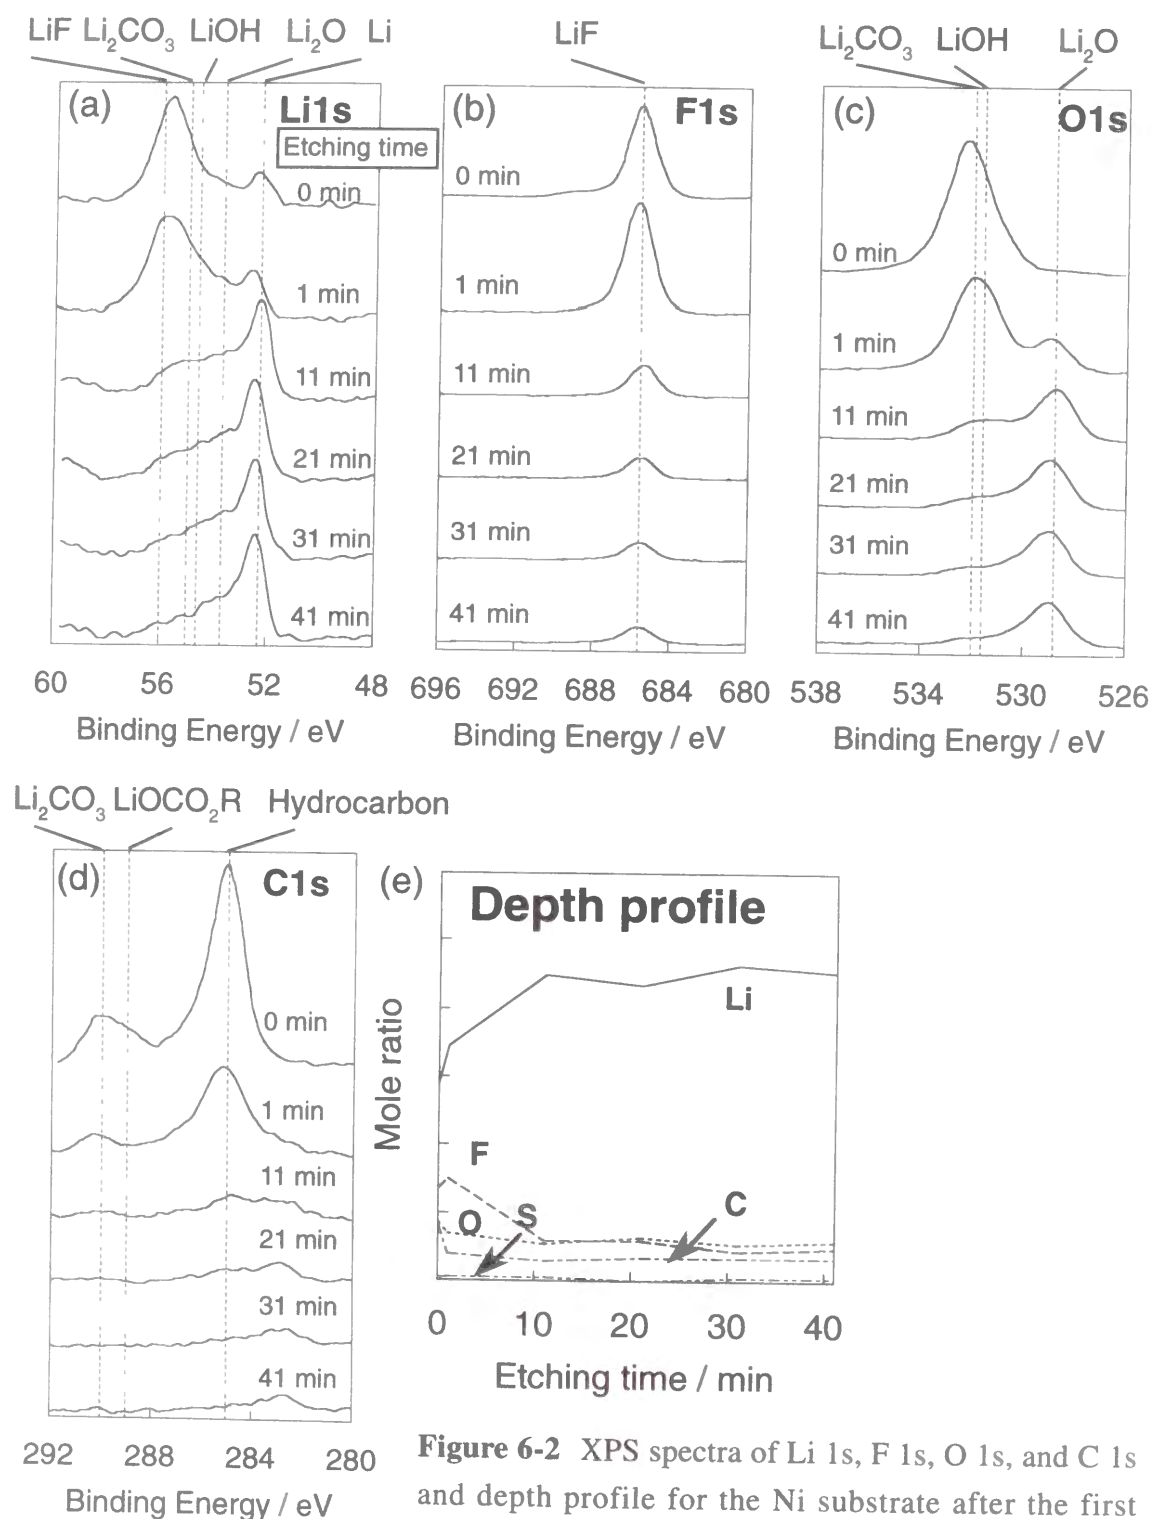 LiF Li2CO3 LiOH Li2O Li
(a) Li1s
Etching time
0 min
1 min
11 min
21 min
31 min
41 min
60 56 52 48
Binding Energy / eV
LiF
(b) F1s
0 min
1 min
11 min
21 min
31 min
41 min
696 692 688 684 680
Binding Energy / eV
Li2CO3 LiOH Li2O
(c) O1s
0 min
1 min
11 min
21 min
31 min
41 min
538 534 530 526
Binding Energy / eV
Li2CO3 LiOCO2R Hydrocarbon
(d) C1s
0 min
1 min
11 min
21 min
31 min
41 min
292 288 284 280
Binding Energy / eV
(e) Depth profile
Mole ratio
Li
F
O S C
0 10 20 30 40
Etching time / min
Figure 6-2 XPS spectra of Li 1s, F 1s, O 1s, and C 1s
and depth profile for the Ni substrate after the first